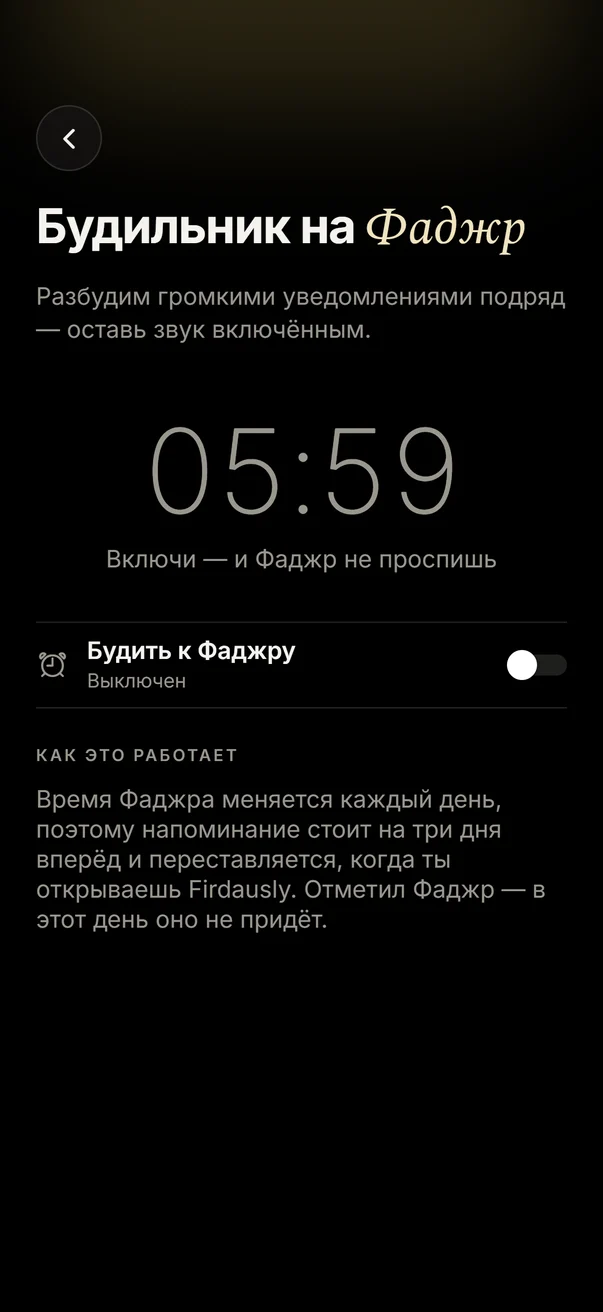 Будильник на Фаджр
Разбудим громкими уведомлениями подряд
— оставь звук включённым.
05:59
Включи — и Фаджр не проспишь
Будить к Фаджру
Выключен
КАК ЭТО РАБОТАЕТ
Время Фаджра меняется каждый день,
поэтому напоминание стоит на три дня
вперёд и переставляется, когда ты
открываешь Firdausly. Отметил Фаджр — в
этот день оно не придёт.